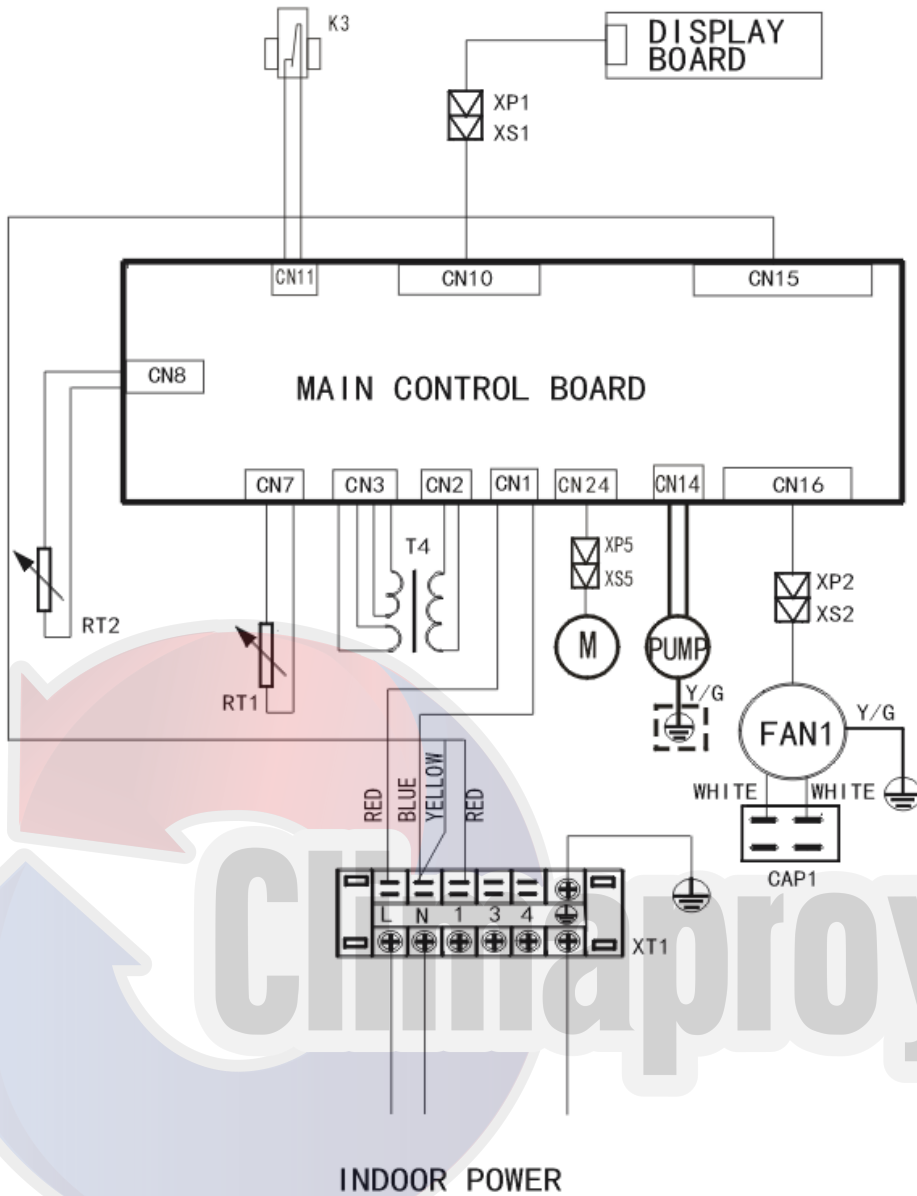 K3
DISPLAY
BOARD
XP1
XS1
CN11
CN10
CN15
CN8
MAIN CONTROL BOARD
CN7
CN3
CN2
CN1
CN24
CN14
CN16
T4
XP5
XS5
XP2
XS2
RT2
RT1
M
PUMP
Y/G
FAN1
Y/G
WHITE
WHITE
CAP1
RED
BLUE
YELLOW
RED
L N 1 3 4
XT1
Climaproy
INDOOR POWER